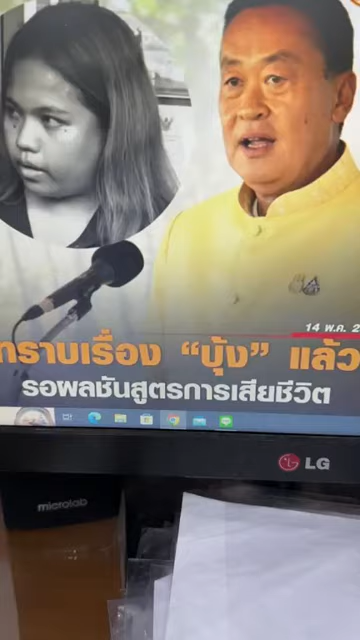 14 พ.ค. 2
ทราบเรื่อง “บุ้ง” แล้ว
รอผลชันสูตรการเสียชีวิต
LG
microlab